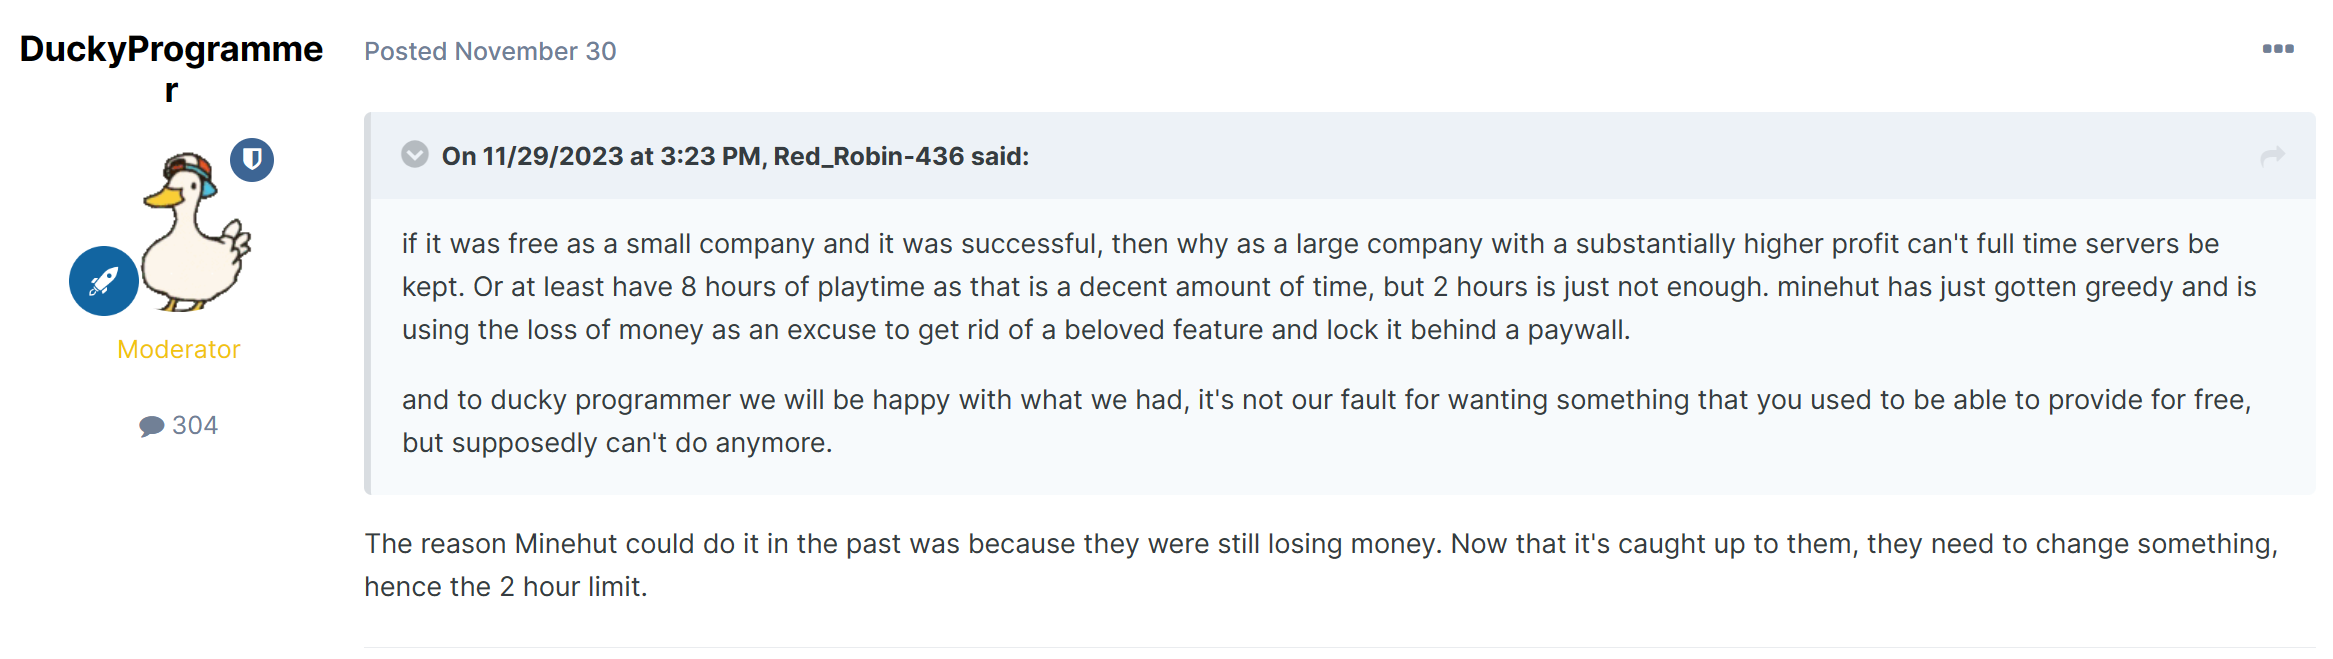 DuckyProgramme
r
Posted November 30
On 11/29/2023 at 3:23 PM, Red_Robin-436 said:
if it was free as a small company and it was successful, then why as a large company with a substantially higher profit can't full time servers be
kept. Or at least have 8 hours of playtime as that is a decent amount of time, but 2 hours is just not enough. minehut has just gotten greedy and is
using the loss of money as an excuse to get rid of a beloved feature and lock it behind a paywall.
and to ducky programmer we will be happy with what we had, it's not our fault for wanting something that you used to be able to provide for free,
but supposedly can't do anymore.
Moderator
304
The reason Minehut could do it in the past was because they were still losing money. Now that it's caught up to them, they need to change something,
hence the 2 hour limit.